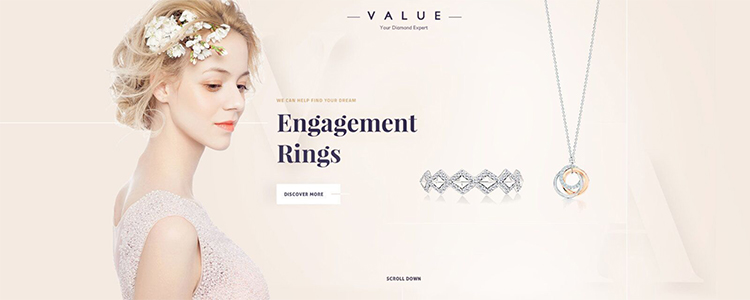 VALUE
Your Diamond Expert
WE CAN HELP FIND YOUR DREAM
Engagement
Rings
DISCOVER MORE
SCROLL DOWN